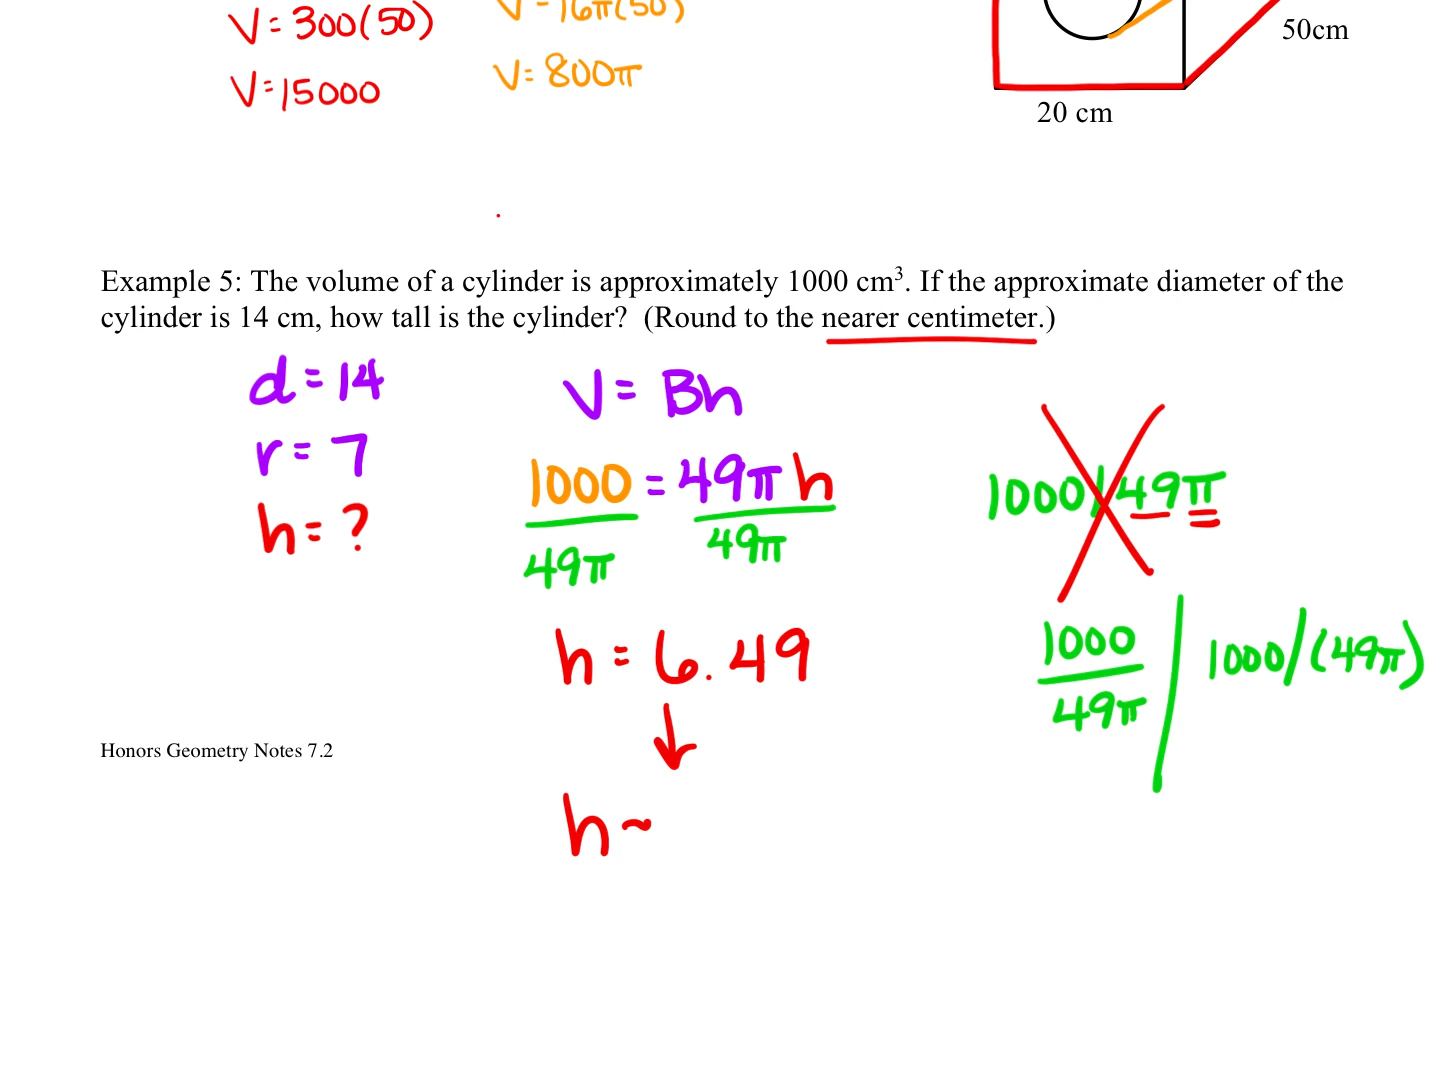 V = 300(50)
V = 16π(50)
V = 15000
V = 800π
50cm
20 cm
Example 5: The volume of a cylinder is approximately 1000 cm³. If the approximate diameter of the
cylinder is 14 cm, how tall is the cylinder? (Round to the nearer centimeter.)
d = 14
r = 7
h = ?
V = Bh
1000 = 49πh
49π 49π
h = 6.49
h ~
1000/49π
1000
49π
1000/(49π)
Honors Geometry Notes 7.2